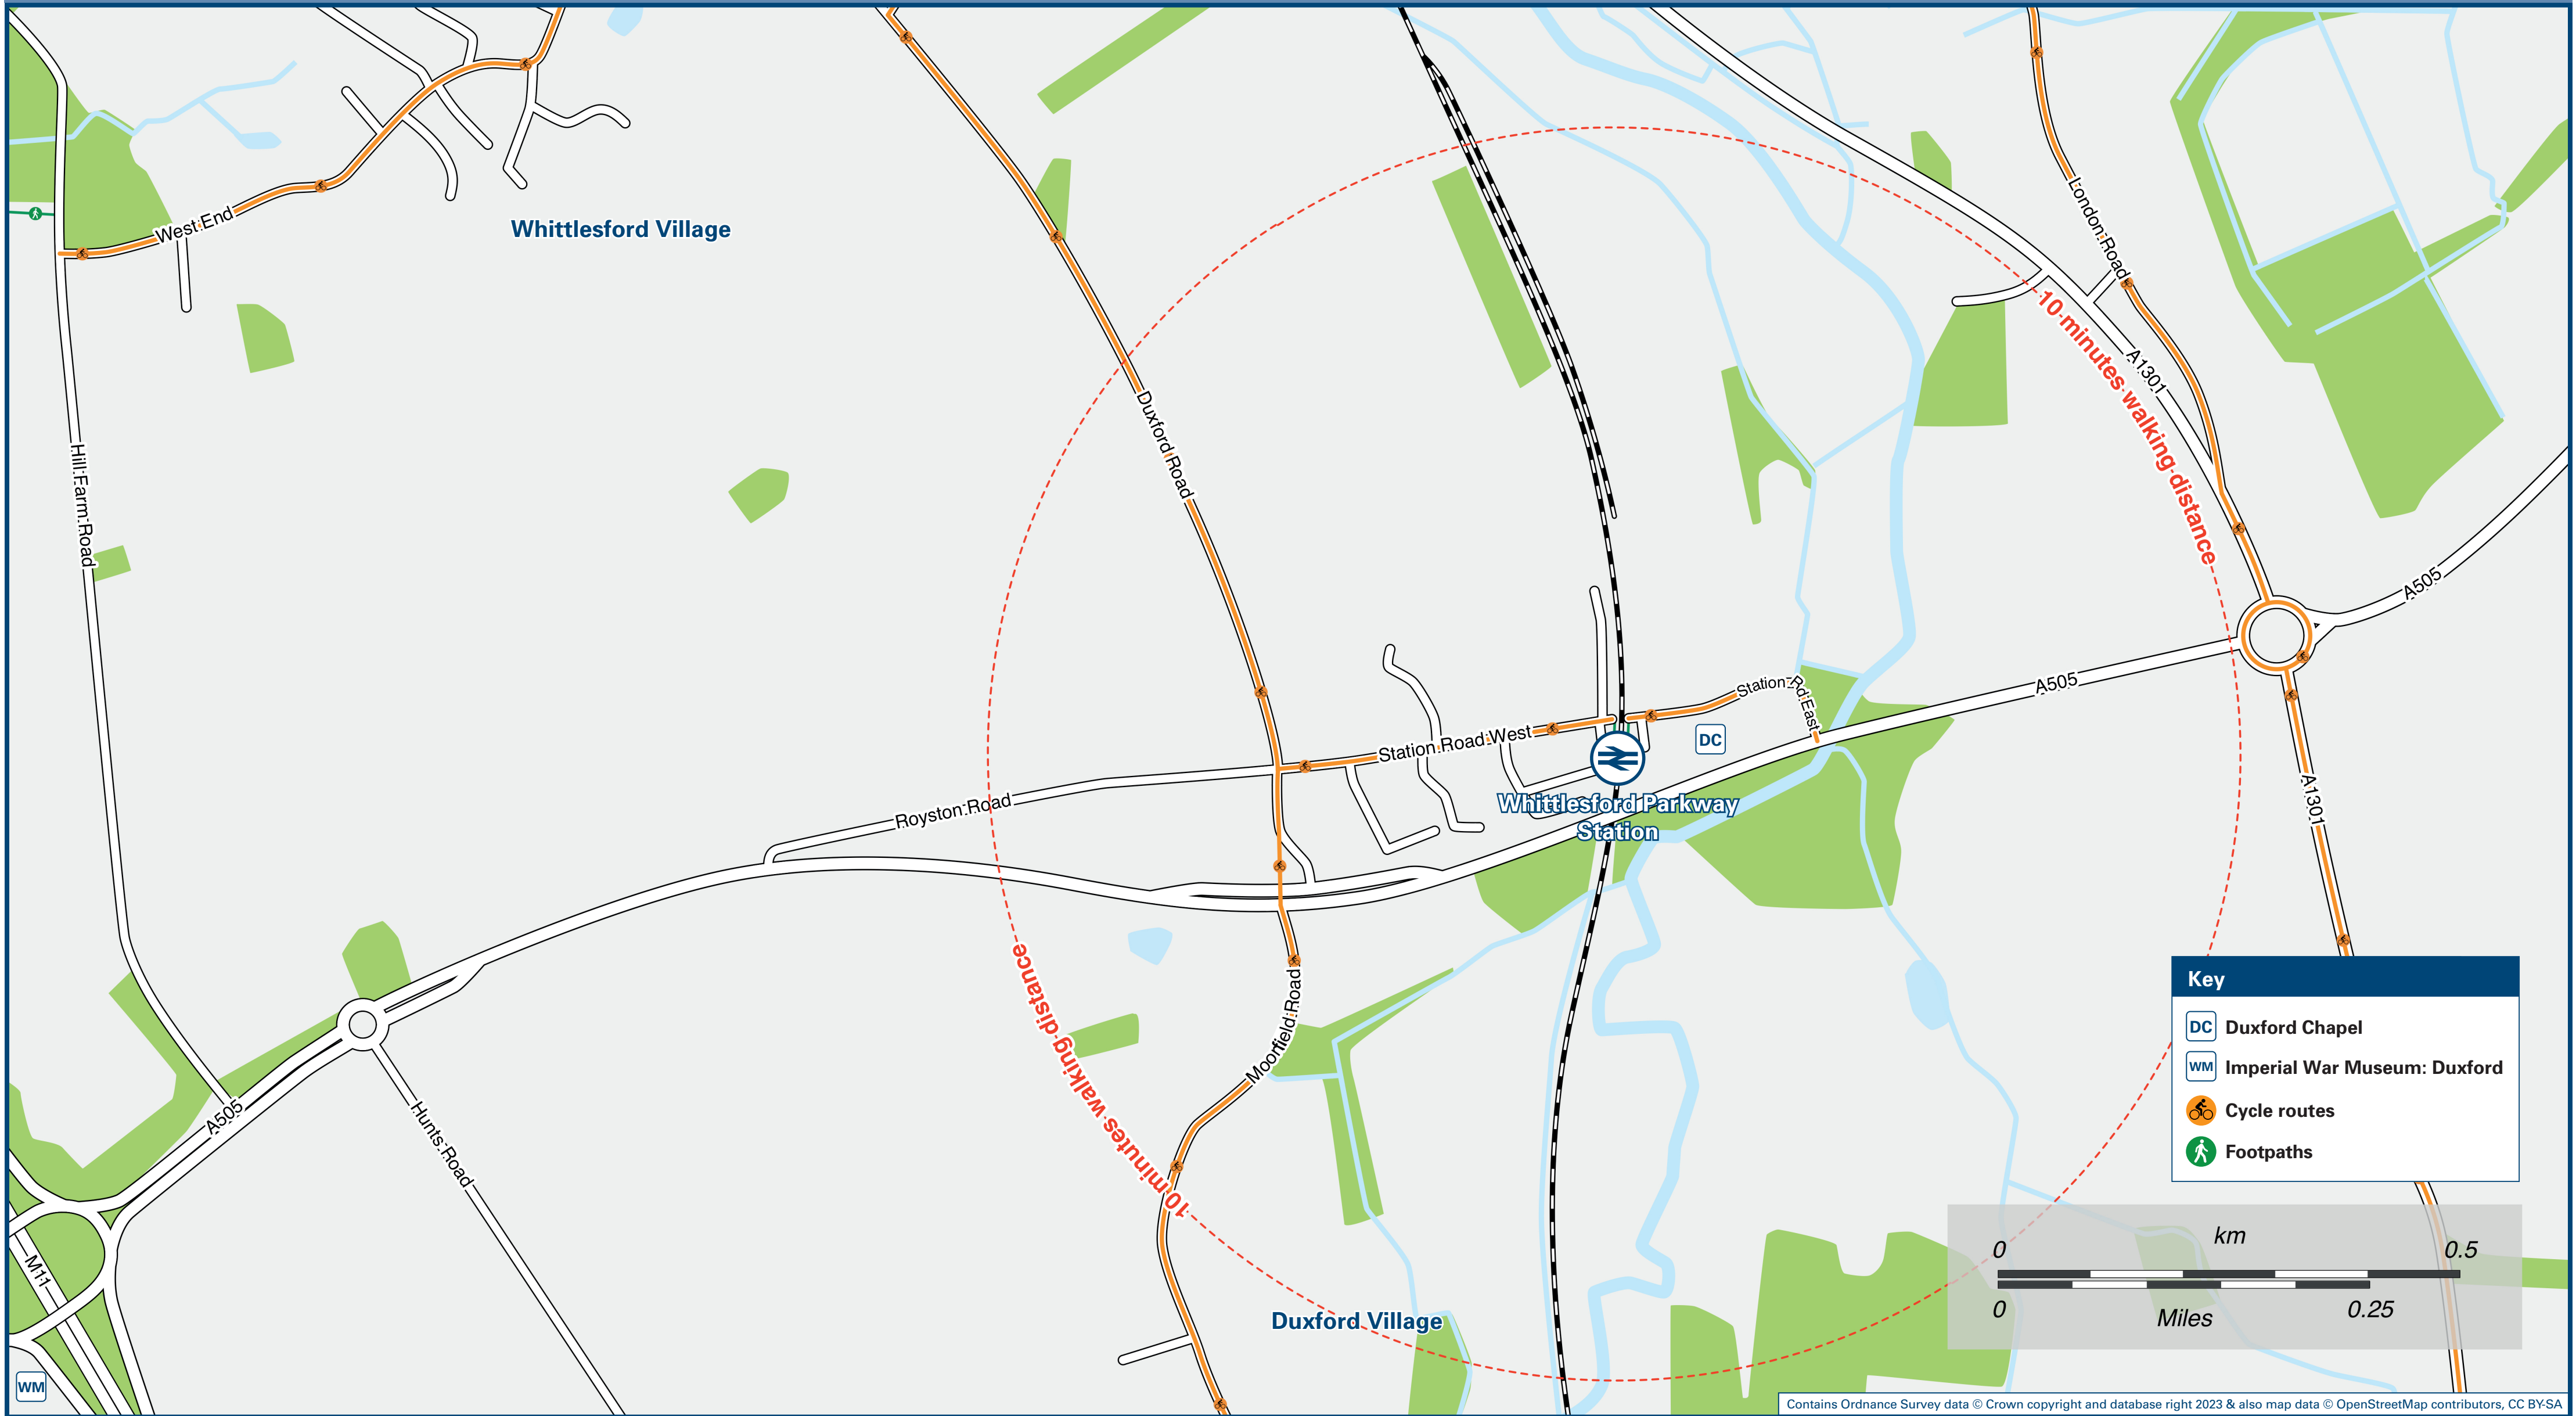 West End
Whittlesford Village
London Road
10 minutes walking distance
A1301
Duxford Road
Hill Farm Road
A505
Station Rd East
A505
Station Road West
DC
Royston Road
Whittlesford Parkway
Station
A1301
10 minutes walking distance
Moorfield Road
A505
Hunts Road
M11
Duxford Village
WM
Key
DC Duxford Chapel
WM Imperial War Museum: Duxford
Cycle routes
Footpaths
km
0 0.5
0 0.25
Miles
Contains Ordnance Survey data © Crown copyright and database right 2023 & also map data © OpenStreetMap contributors, CC BY-SA